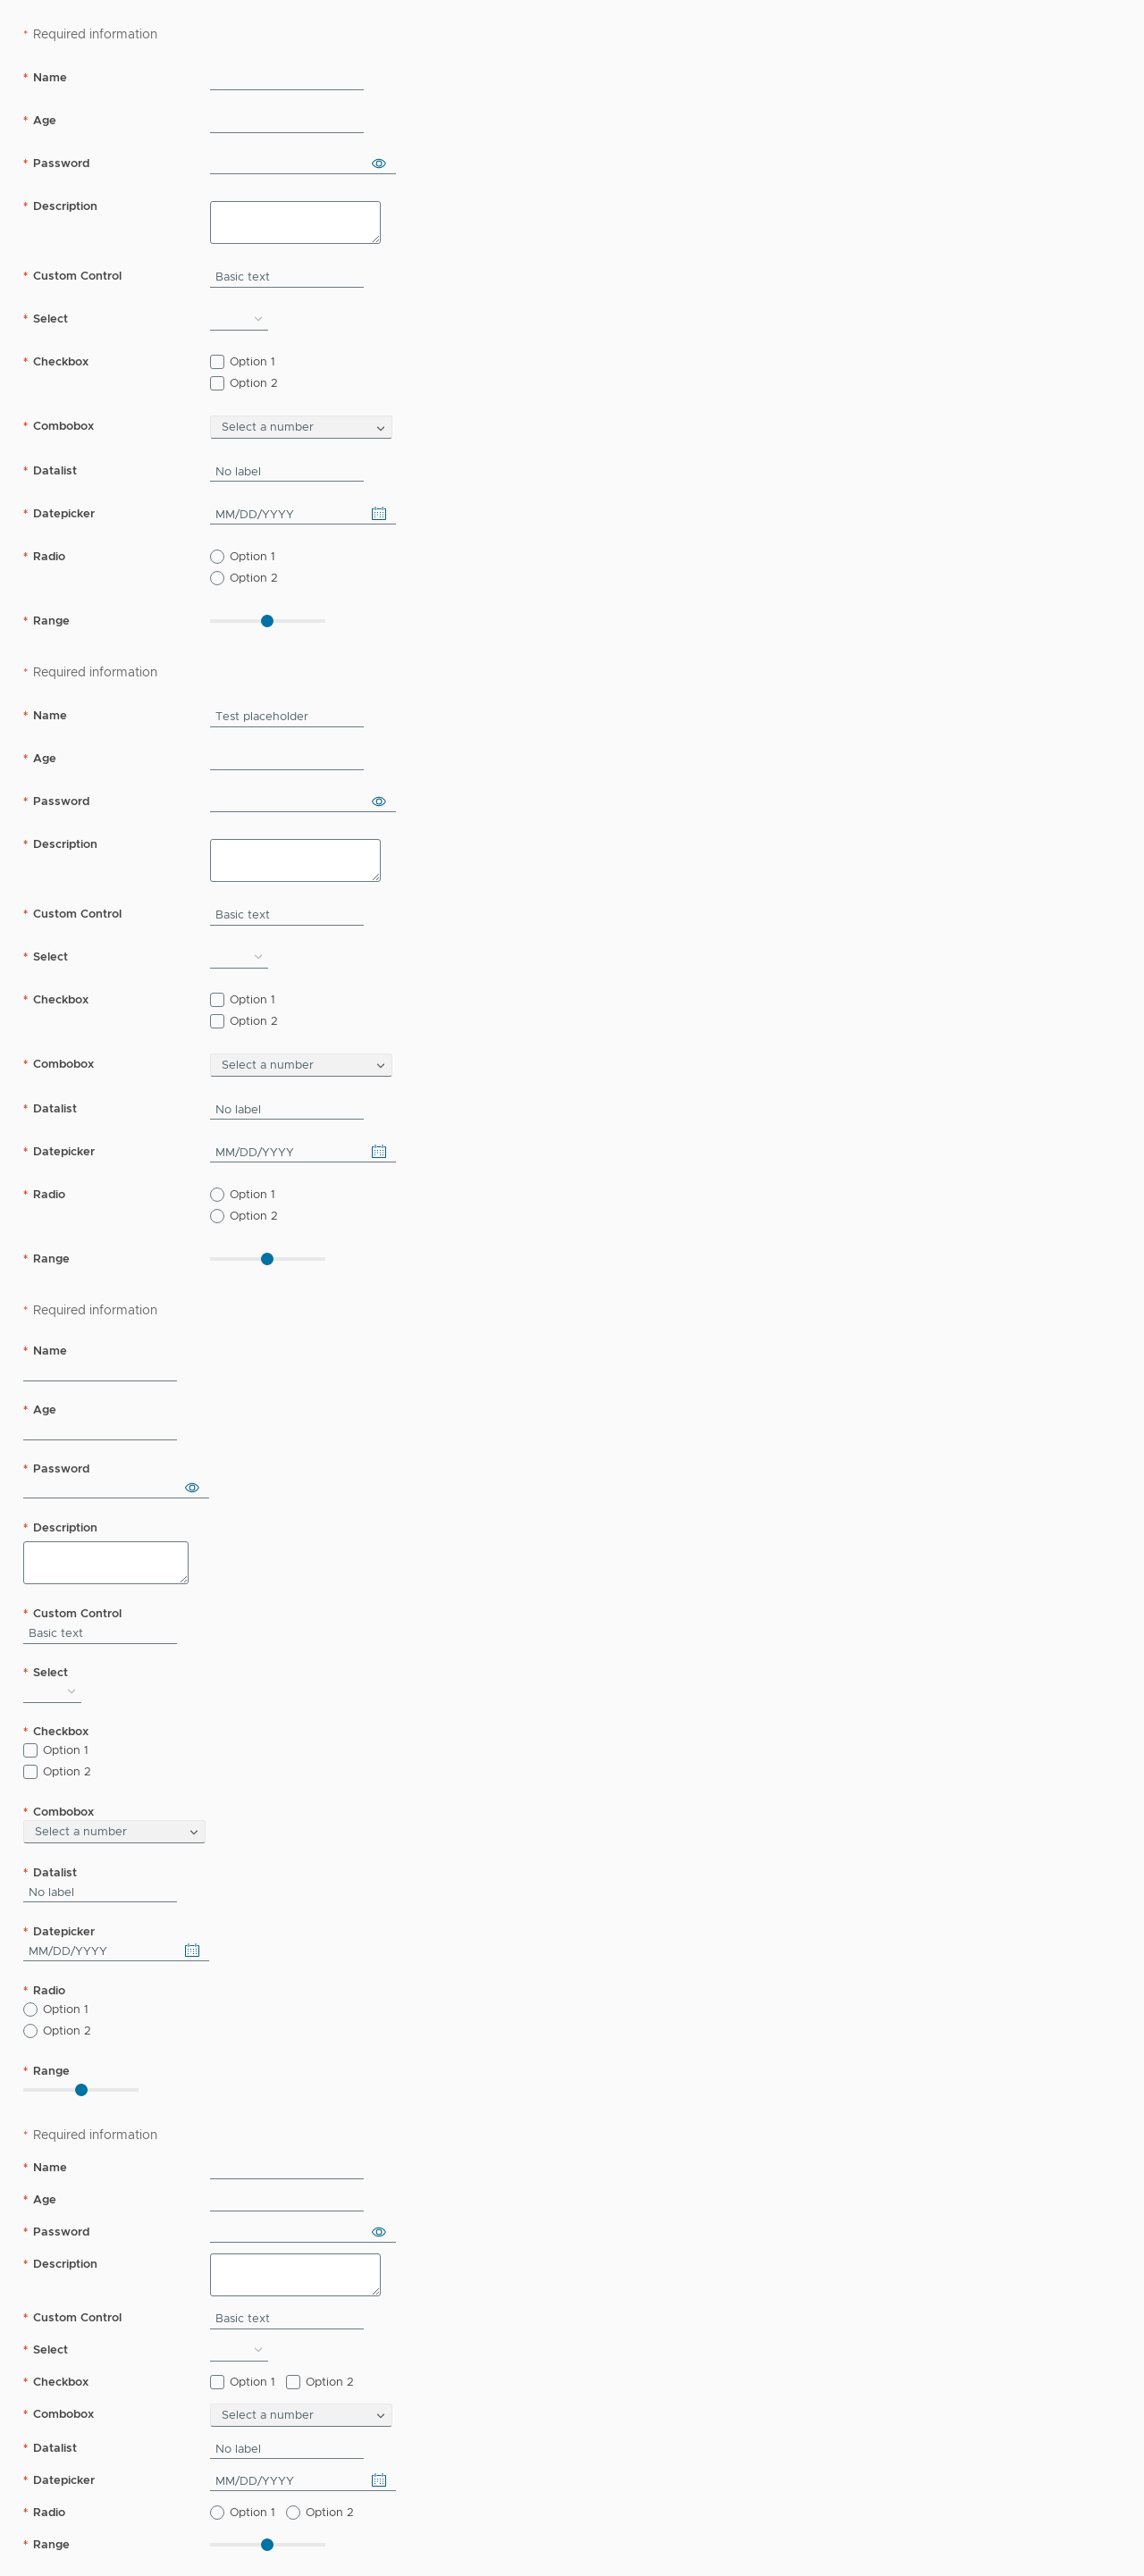 * Required information
* Name
* Age
* Password
* Description
* Custom Control Basic text
* Select
* Checkbox Option 1
Option 2
* Combobox Select a number
* Datalist No label
* Datepicker MM/DD/YYYY
* Radio Option 1
Option 2
* Range
* Required information
* Name Test placeholder
* Age
* Password
* Description
* Custom Control Basic text
* Select
* Checkbox Option 1
Option 2
* Combobox Select a number
* Datalist No label
* Datepicker MM/DD/YYYY
* Radio Option 1
Option 2
* Range
* Required information
* Name
* Age
* Password
* Description
* Custom Control
Basic text
* Select
* Checkbox
Option 1
Option 2
* Combobox
Select a number
* Datalist
No label
* Datepicker
MM/DD/YYYY
* Radio
Option 1
Option 2
* Range
* Required information
* Name
* Age
* Password
* Description
* Custom Control Basic text
* Select
* Checkbox Option 1 Option 2
* Combobox Select a number
* Datalist No label
* Datepicker MM/DD/YYYY
* Radio Option 1 Option 2
* Range